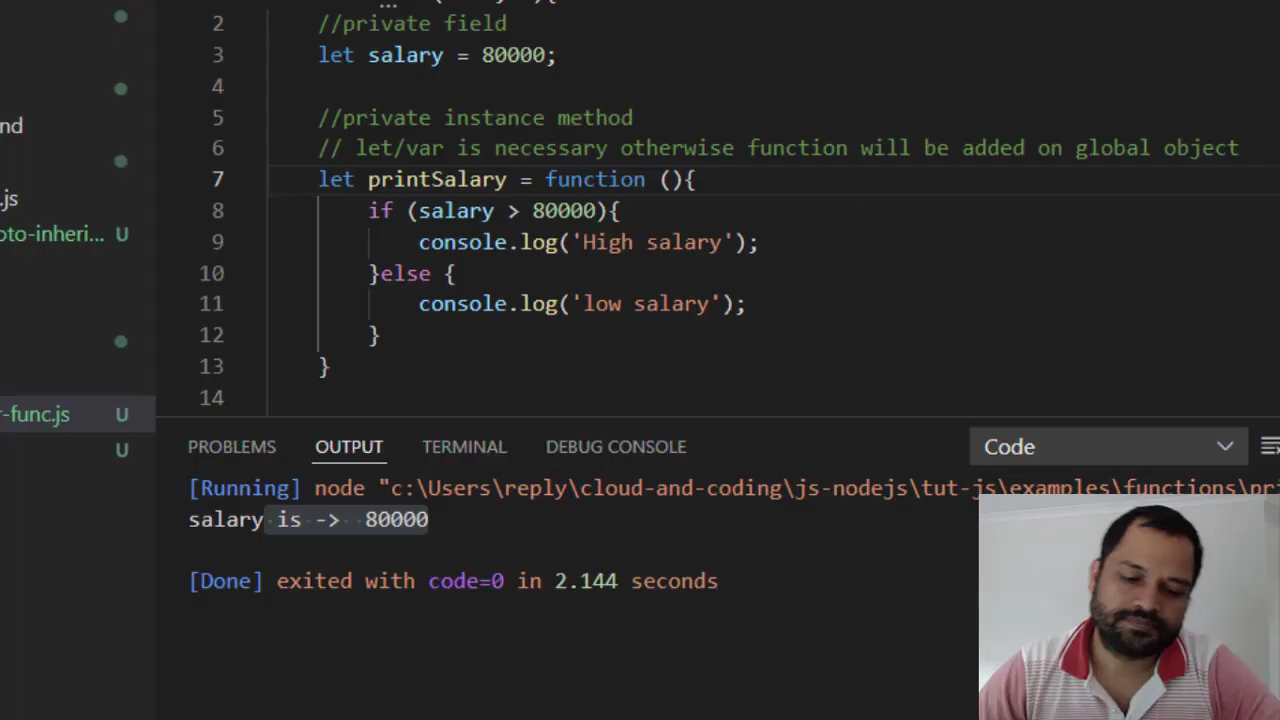 2 //private field
3 let salary = 80000;
4
5 //private instance method
6 // let/var is necessary otherwise function will be added on global object
7 let printSalary = function (){
8 if (salary > 80000){
9 console.log('High salary');
10 }else {
11 console.log('low salary');
12 }
13 }
14
nd
.js
oto-inheri... U
-func.js U
U
PROBLEMS OUTPUT TERMINAL DEBUG CONSOLE Code
[Running] node "c:\Users\reply\cloud-and-coding\js-nodejs\tut-js\examples\functions\pri
salary is -> 80000
[Done] exited with code=0 in 2.144 seconds